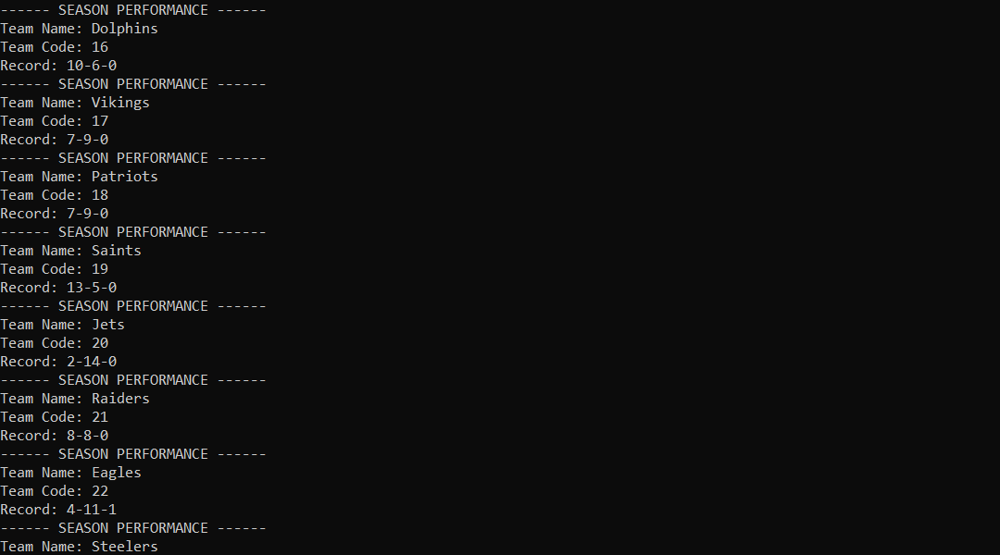 ------ SEASON PERFORMANCE ------
Team Name: Dolphins
Team Code: 16
Record: 10-6-0
------ SEASON PERFORMANCE ------
Team Name: Vikings
Team Code: 17
Record: 7-9-0
------ SEASON PERFORMANCE ------
Team Name: Patriots
Team Code: 18
Record: 7-9-0
------ SEASON PERFORMANCE ------
Team Name: Saints
Team Code: 19
Record: 13-5-0
------ SEASON PERFORMANCE ------
Team Name: Jets
Team Code: 20
Record: 2-14-0
------ SEASON PERFORMANCE ------
Team Name: Raiders
Team Code: 21
Record: 8-8-0
------ SEASON PERFORMANCE ------
Team Name: Eagles
Team Code: 22
Record: 4-11-1
------ SEASON PERFORMANCE ------
Team Name: Steelers